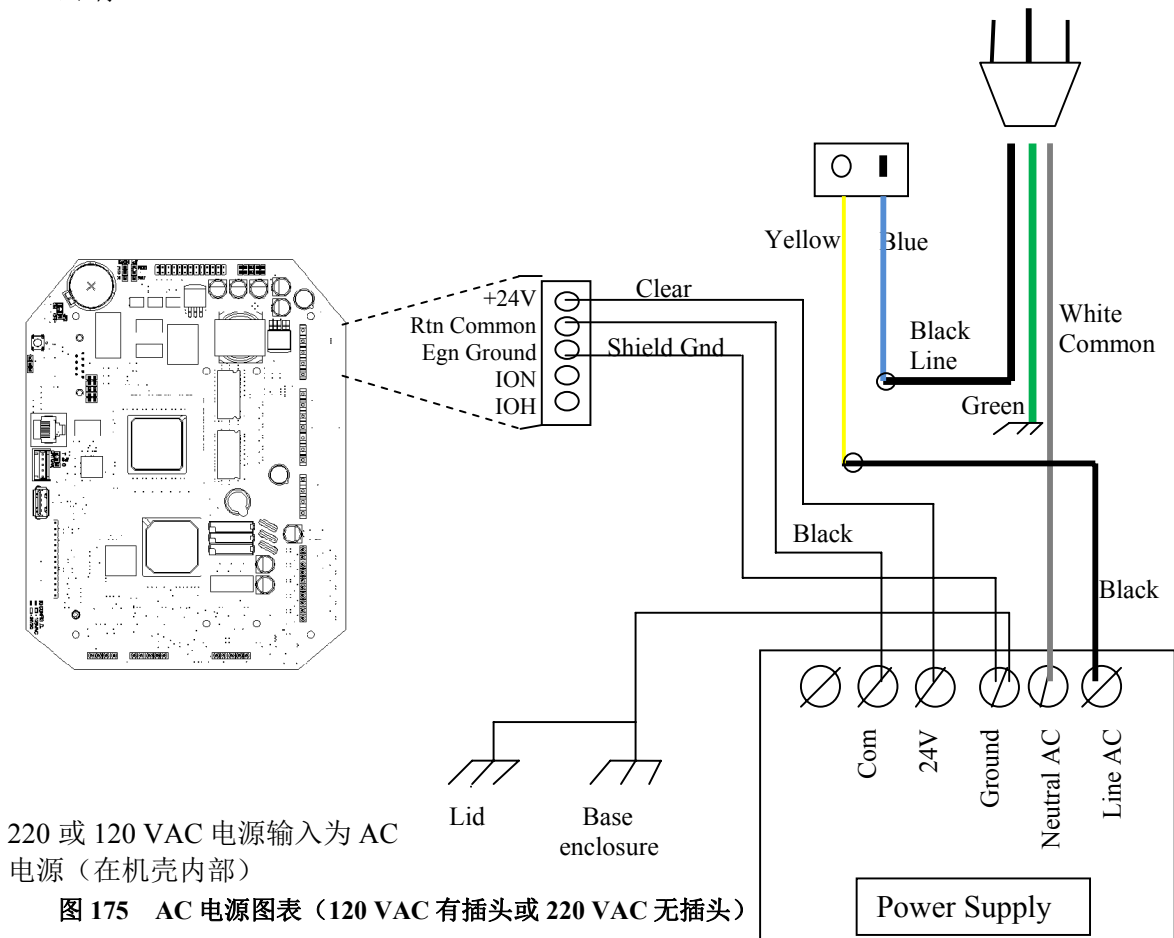 Yellow
Blue
+24V
Clear
Rtn Common
Egn Ground
Shield Gnd
ION
IOH
Black
Line
White
Common
Green
Black
Black
Com
24V
Ground
Neutral AC
Line AC
Lid
Base
enclosure
220 或 120 VAC 电源输入为 AC
电源（在机壳内部）
图 175 AC 电源图表（120 VAC 有插头或 220 VAC 无插头）
Power Supply